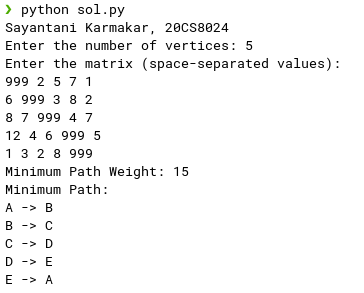 ❯ python sol.py
Sayantani Karmakar, 20CS8024
Enter the number of vertices: 5
Enter the matrix (space-separated values):
999 2 5 7 1
6 999 3 8 2
8 7 999 4 7
12 4 6 999 5
1 3 2 8 999
Minimum Path Weight: 15
Minimum Path:
A -> B
B -> C
C -> D
D -> E
E -> A